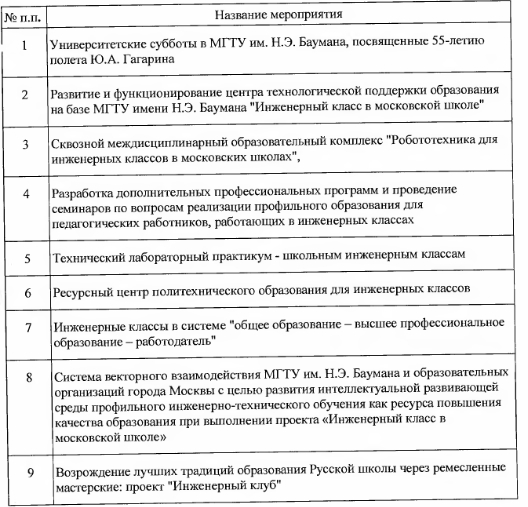 № п.п. Название мероприятия
1 Университетские субботы в МГТУ им. Н.Э. Баумана, посвященные 55-летию
полета Ю.А. Гагарина
2 Развитие и функционирование центра технологической поддержки образования
на базе МГТУ имени Н.Э. Баумана "Инженерный класс в московской школе"
3 Сквозной междисциплинарный образовательный комплекс "Робототехника для
инженерных классов в московских школах",
4 Разработка дополнительных профессиональных программ и проведение
семинаров по вопросам реализации профильного образования для
педагогических работников, работающих в инженерных классах
5 Технический лабораторный практикум - школьным инженерным классам
6 Ресурсный центр политехнического образования для инженерных классов
7 Инженерные классы в системе "общее образование – высшее профессиональное
образование – работодатель"
8 Система векторного взаимодействия МГТУ им. Н.Э. Баумана и образовательных
организаций города Москвы с целью развития интеллектуальной развивающей
среды профильного инженерно-технического обучения как ресурса повышения
качества образования при выполнении проекта «Инженерный класс в
московской школе»
9 Возрождение лучших традиций образования Русской школы через ремесленные
мастерские: проект "Инженерный клуб"